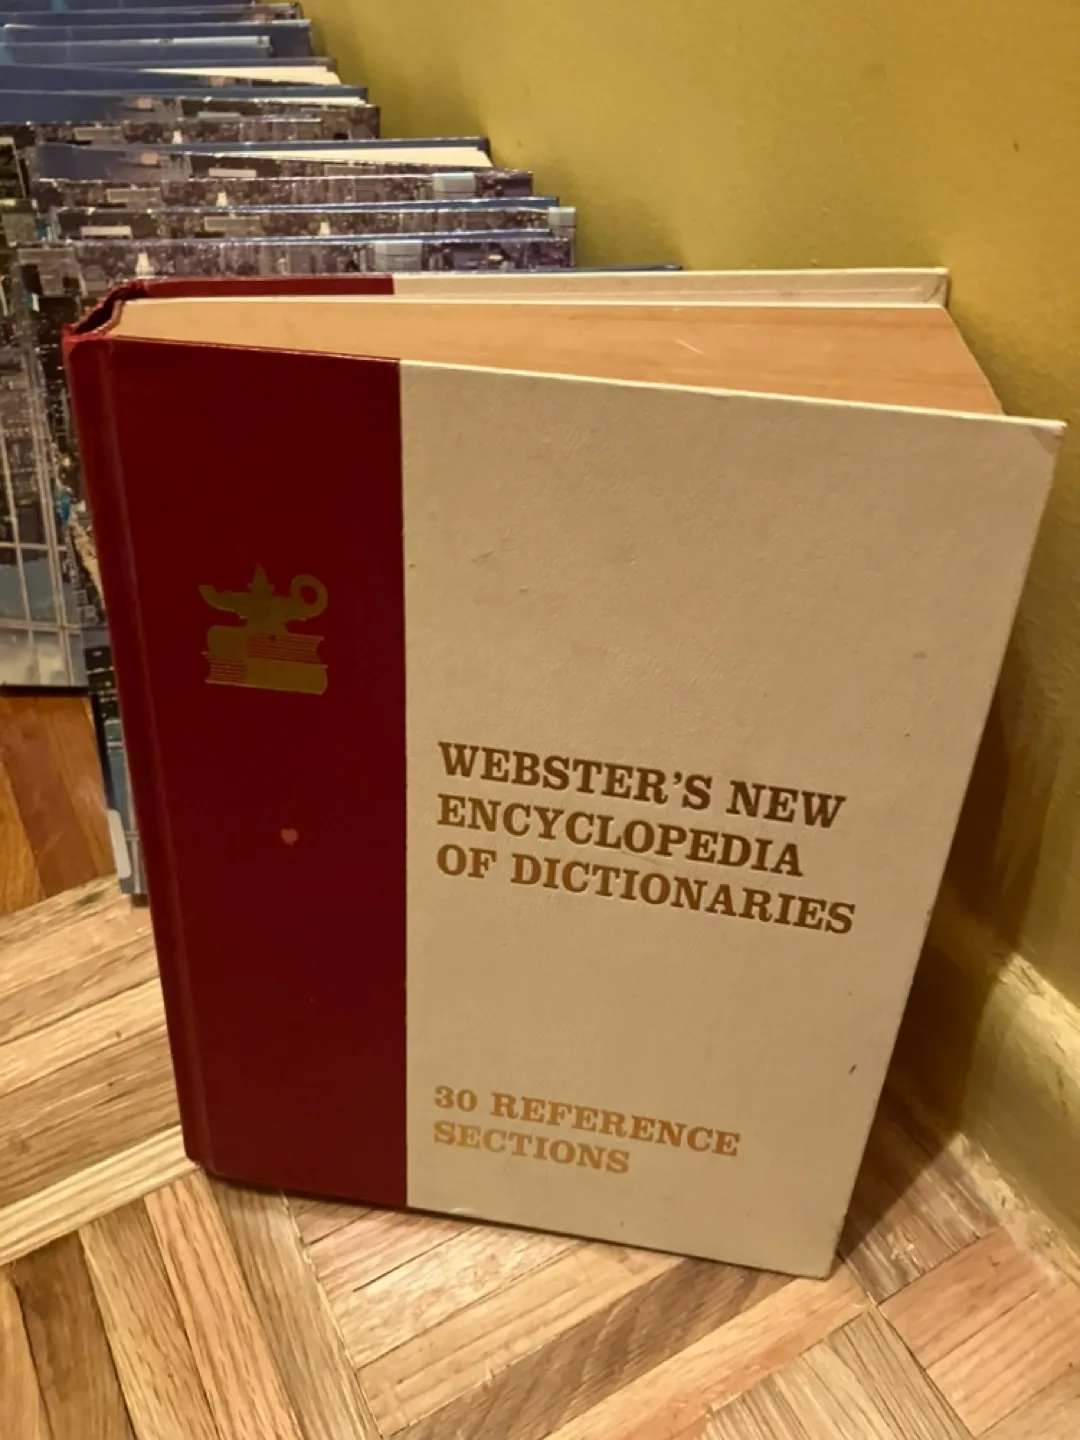 WEBSTER'S NEW
ENCYCLOPEDIA
OF DICTIONARIES
30 REFERENCE
SECTIONS